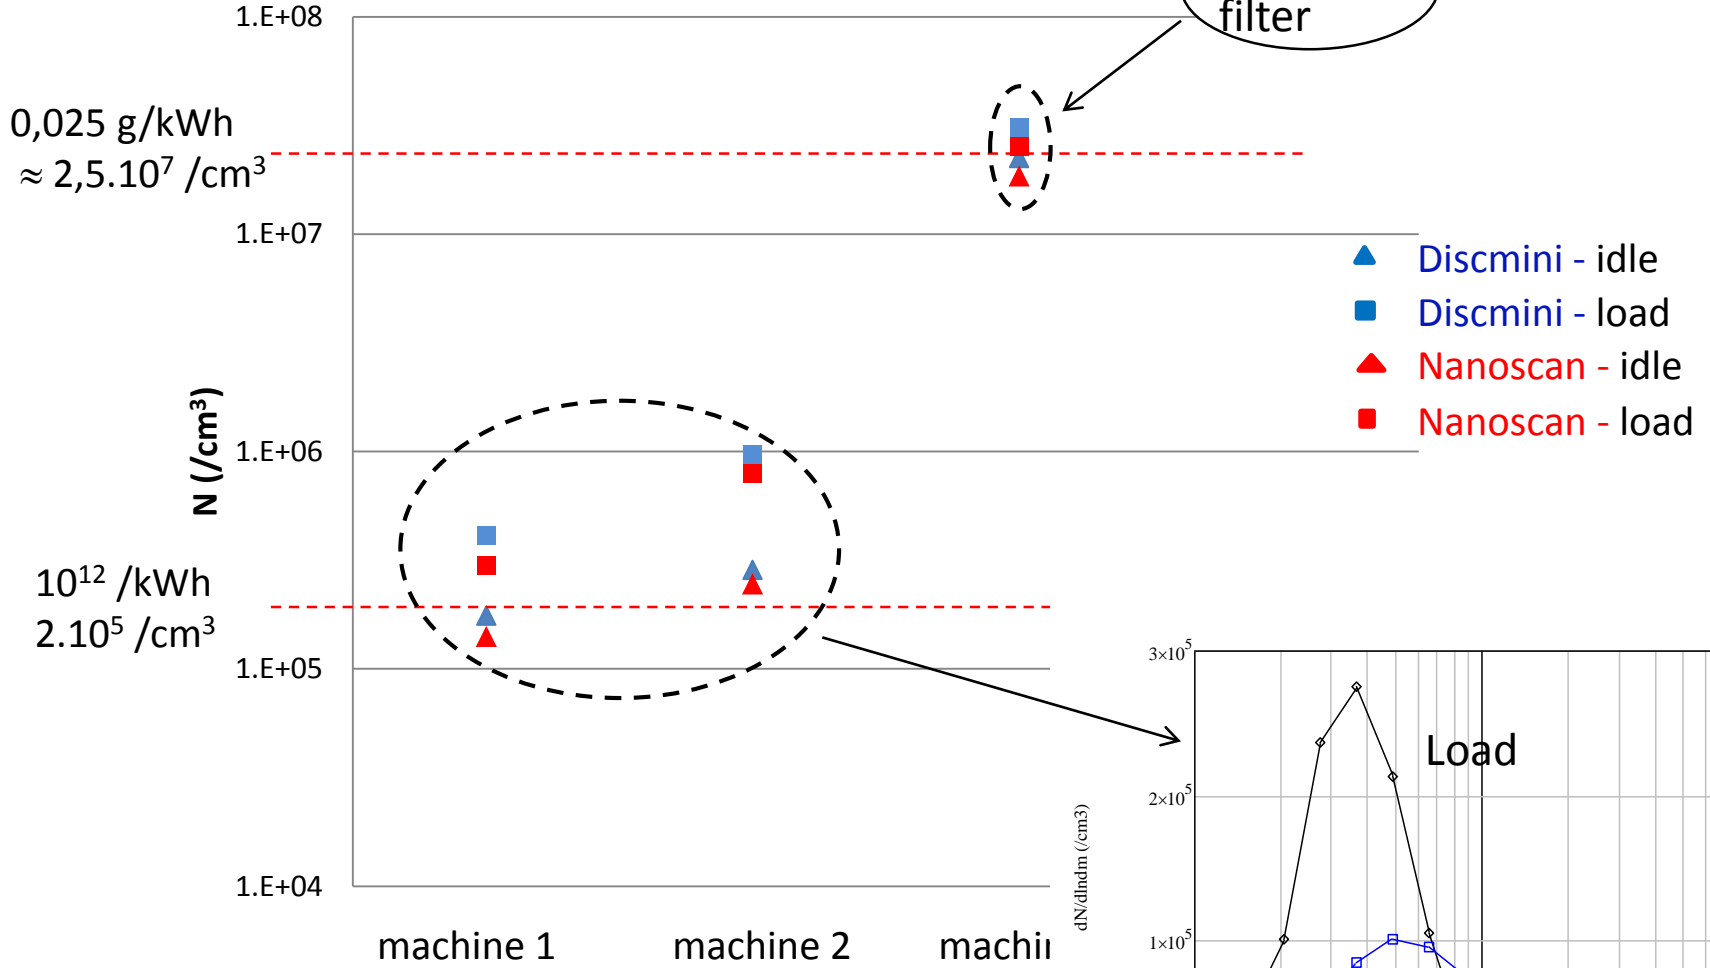 filter
1.E+08
0,025 g/kWh
≈ 2,5.10⁷ /cm³
1.E+07
Discmini - idle
Discmini - load
Nanoscan - idle
Nanoscan - load
N (/cm³)
1.E+06
10¹² /kWh
2.10⁵ /cm³
1.E+05
1.E+04
machine 1
machine 2
machin
3×10⁵
Load
2×10⁵
dN/dlndm (/cm3)
1×10⁵